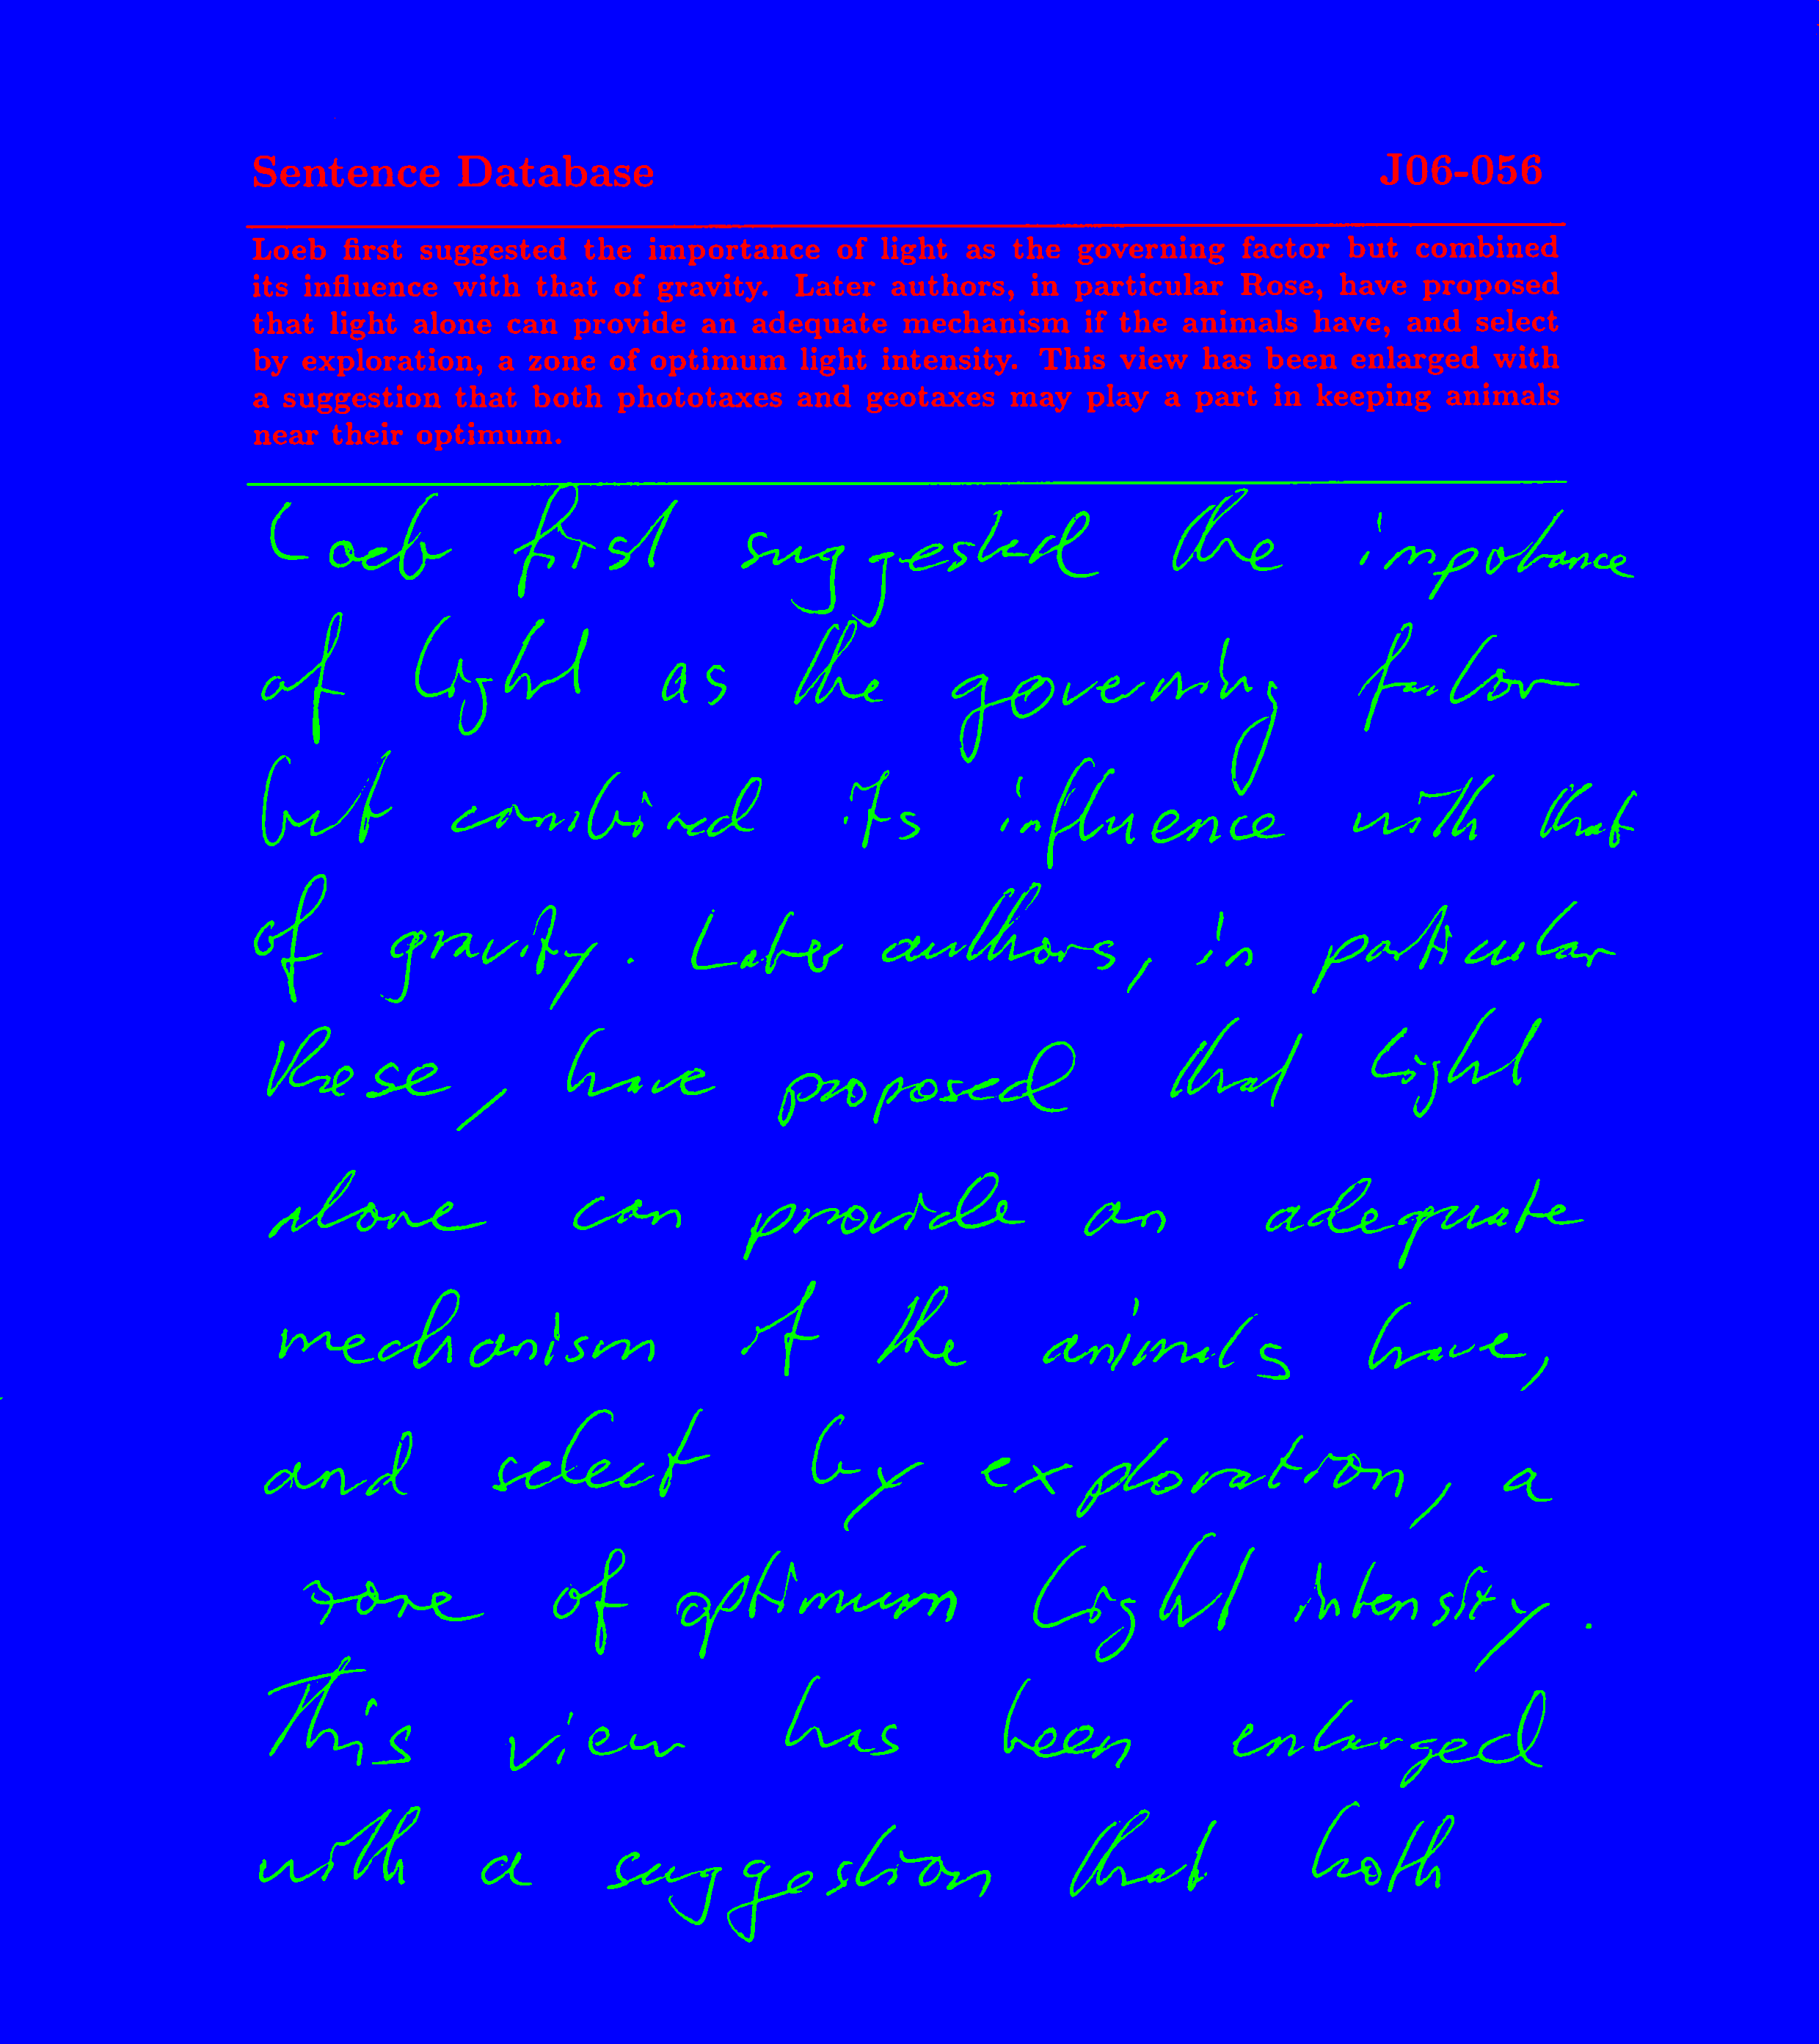 Sentence Database J06-056
Loeb first suggested the importance of light as the governing factor but combined
its influence with that of gravity. Later authors, in particular Rose, have proposed
that light alone can provide an adequate mechanism if the animals have, and select
by exploration, a zone of optimum light intensity. This view has been enlarged with
a suggestion that both phototaxes and geotaxes may play a part in keeping animals
near their optimum.
Loeb first suggested the impotance
of light as the governing factor
but combined its influence with that
of gravity. Later authors, in particular
these, have proposed that light
alone can provide an adequate
mechanism if the animals have,
and select by exploration, a
zone of optimum light intensity.
This view has been enlarged
with a suggestion that both